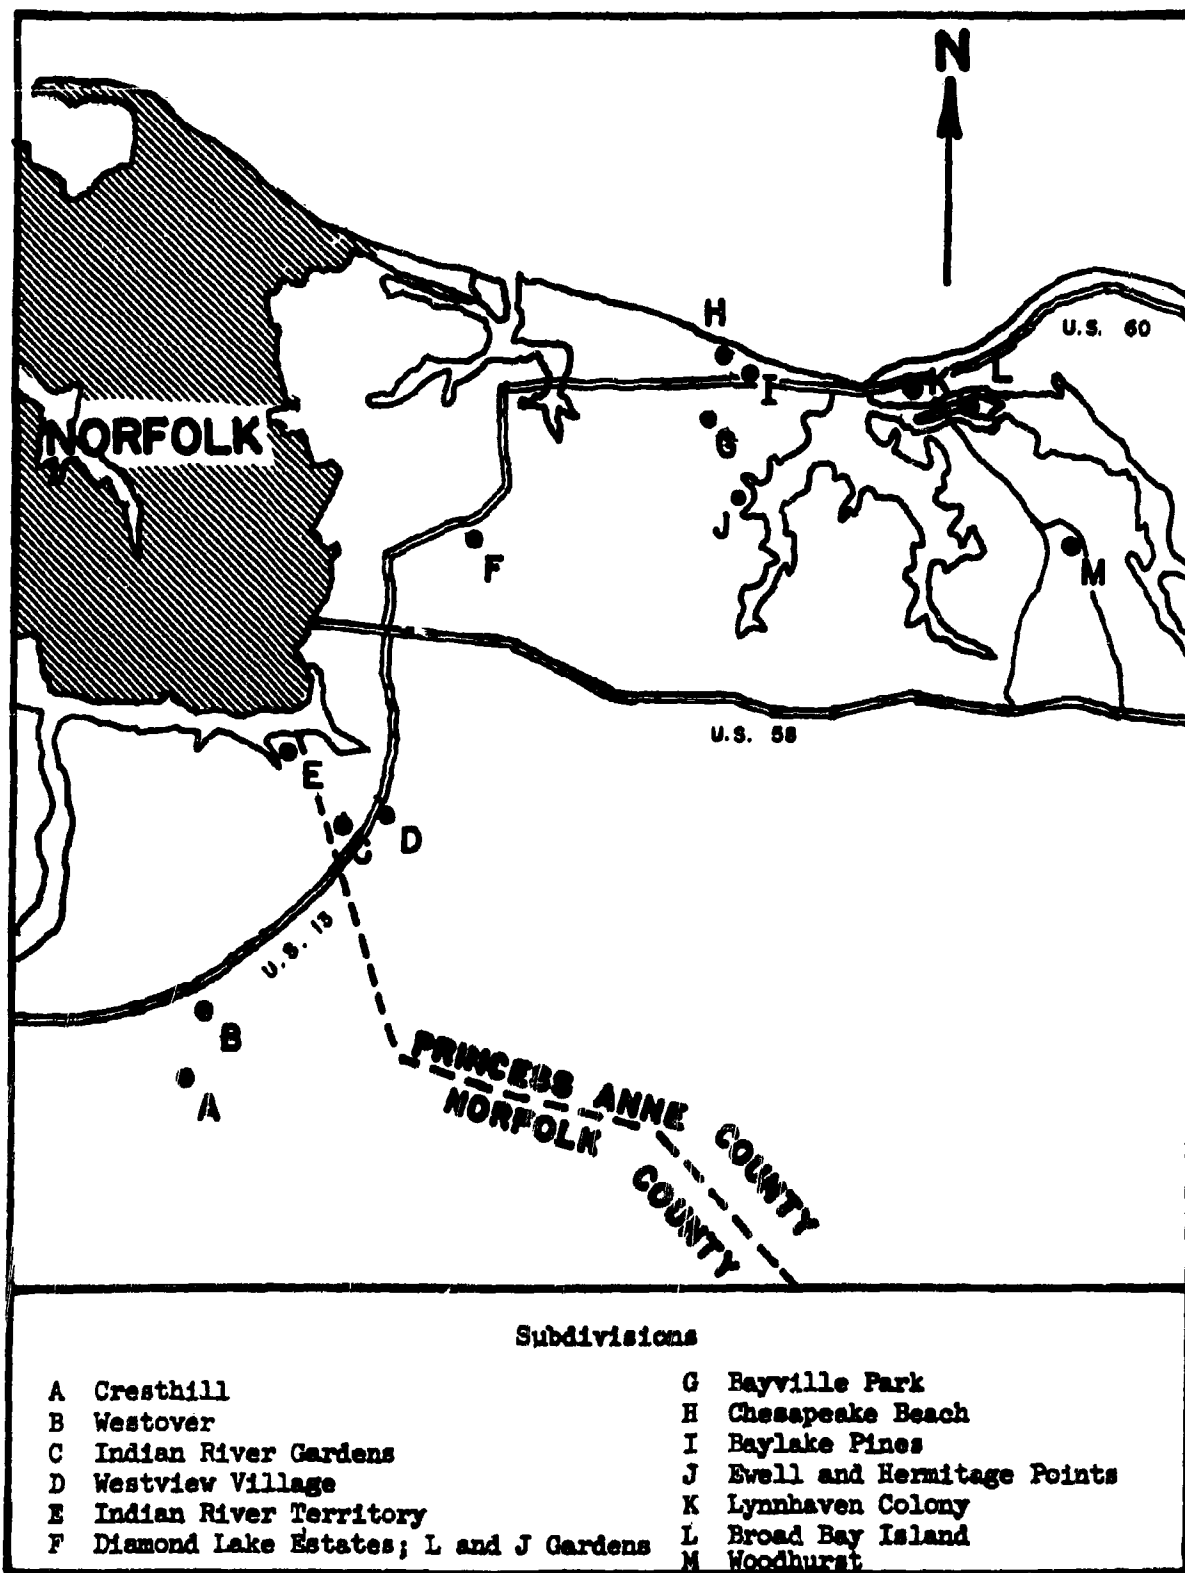 N
U.S. 60
H
I
K
L
NORFOLK
G
J
F
M
U.S. 58
E
C
D
U.S. 13
B
A
PRINCESS ANNE COUNTY
NORFOLK COUNTY
Subdivisions
A Cresthill
B Westover
C Indian River Gardens
D Westview Village
E Indian River Territory
F Diamond Lake Estates; L and J Gardens
G Bayville Park
H Chesapeake Beach
I Baylake Pines
J Ewell and Hermitage Points
K Lynnhaven Colony
L Broad Bay Island
M Woodhurst